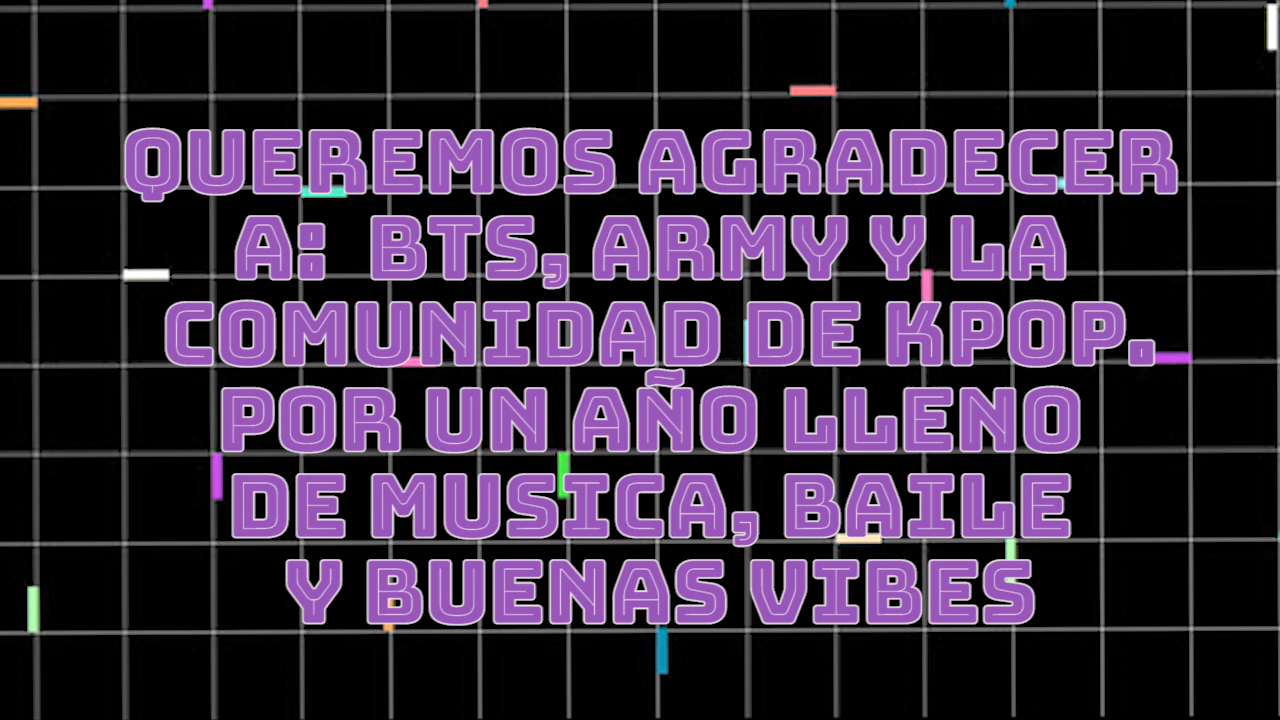 QUEREMOS AGRADECER
A: BTS, ARMY Y LA
COMUNIDAD DE KPOP.
POR UN AÑO LLENO
DE MUSICA, BAILE
Y BUENAS VIBES